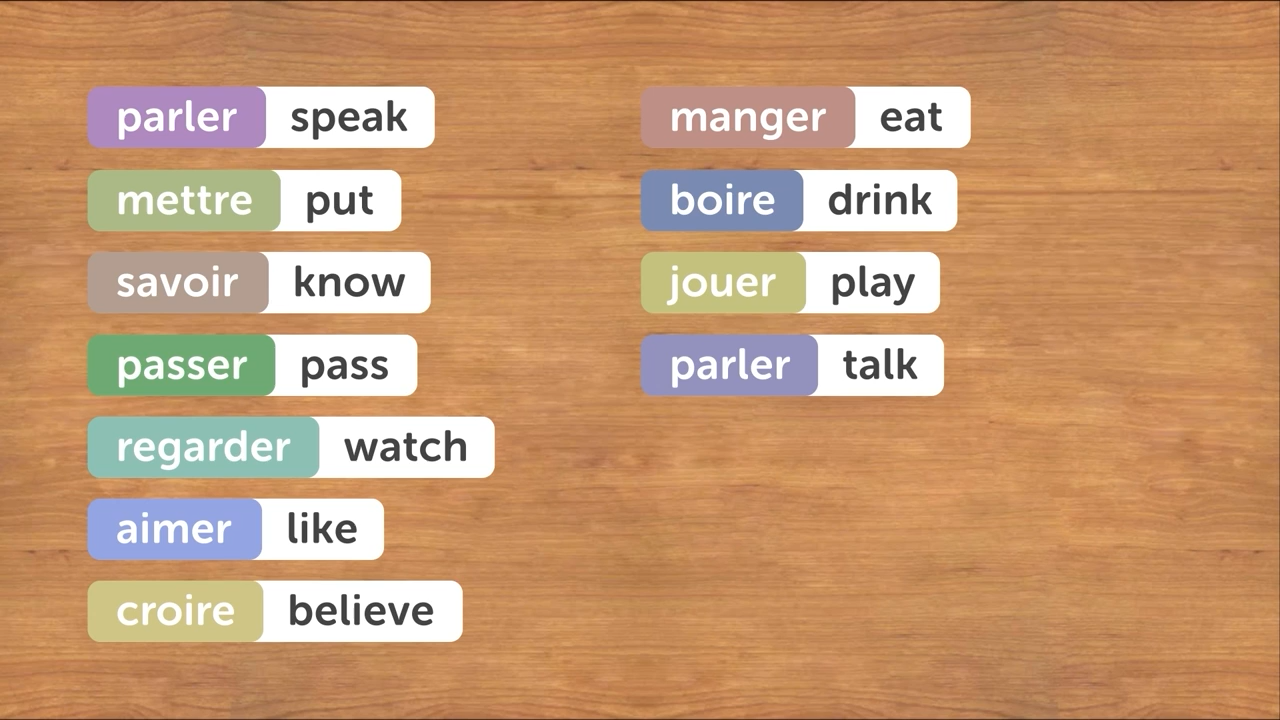 parler speak
mettre put
savoir know
passer pass
regarder watch
aimer like
croire believe
manger eat
boire drink
jouer play
parler talk